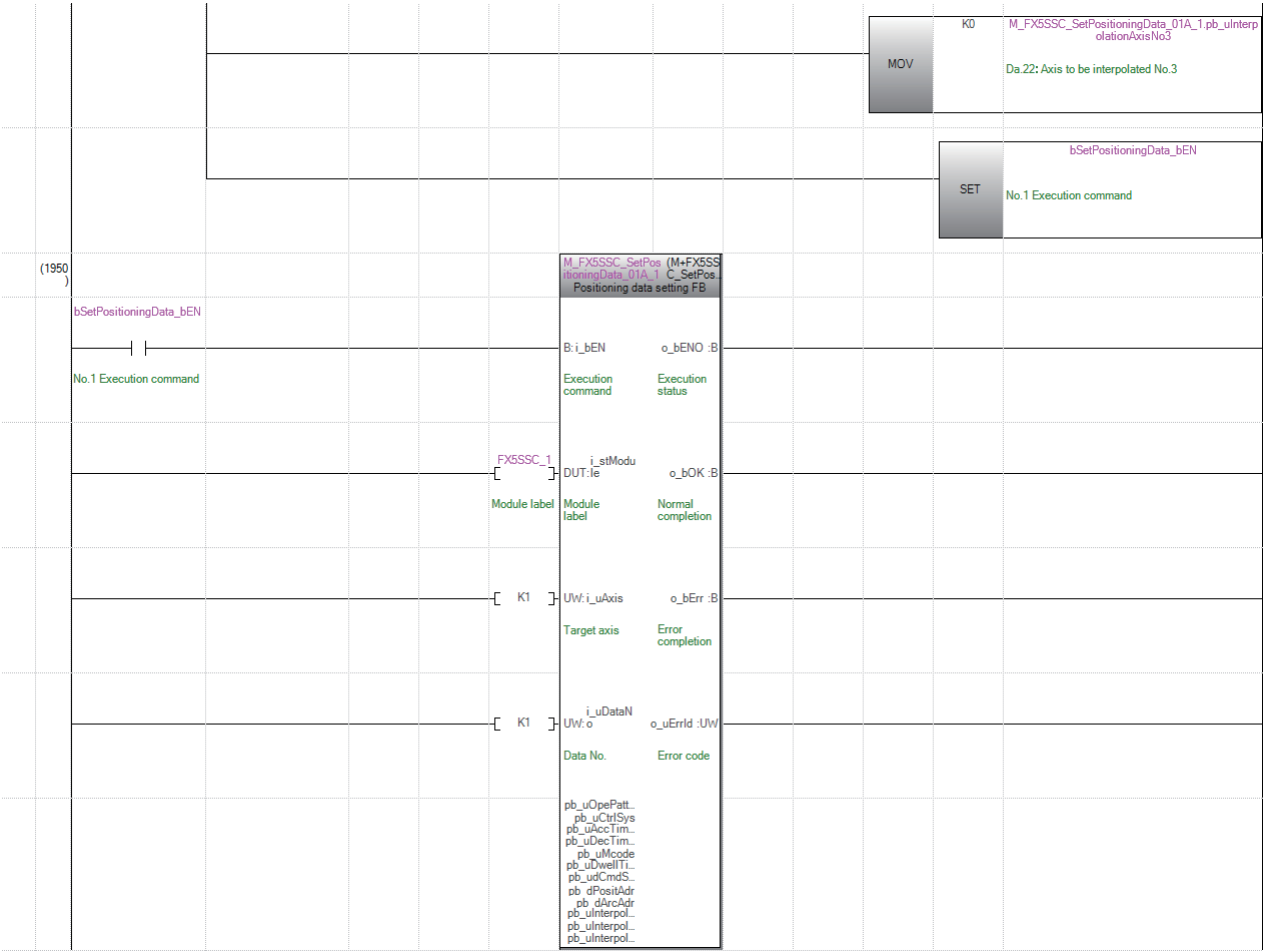 K0
M_FX5SSC_SetPositioningData_01A_1.pb_uInterp
olationAxisNo3
MOV
Da.22: Axis to be interpolated No.3
bSetPositioningData_bEN
SET
No.1 Execution command
(1950
)
M_FX5SSC_SetPos (M+FX5SS
itioningData_01A_1 C_SetPos..
Positioning data setting FB
bSetPositioningData_bEN
B: i_bEN o_bENO :B
No.1 Execution command
Execution
command
Execution
status
FX5SSC_1
i_stModu
DUT: le o_bOK :B
Module label
Module
label
Normal
completion
K1
UW: i_uAxis o_bErr :B
Target axis
Error
completion
i_uDataN
K1
UW: o o_uErrId :UW
Data No.
Error code
pb_uOpePatt...
pb_uCtrlSys
pb_uAccTim...
pb_uDecTim...
pb_uMcode
pb_uDwellTi...
pb_udCmdS...
pb_dPositAdr
pb_dArcAdr
pb_uInterpol...
pb_uInterpol...
pb_uInterpol...